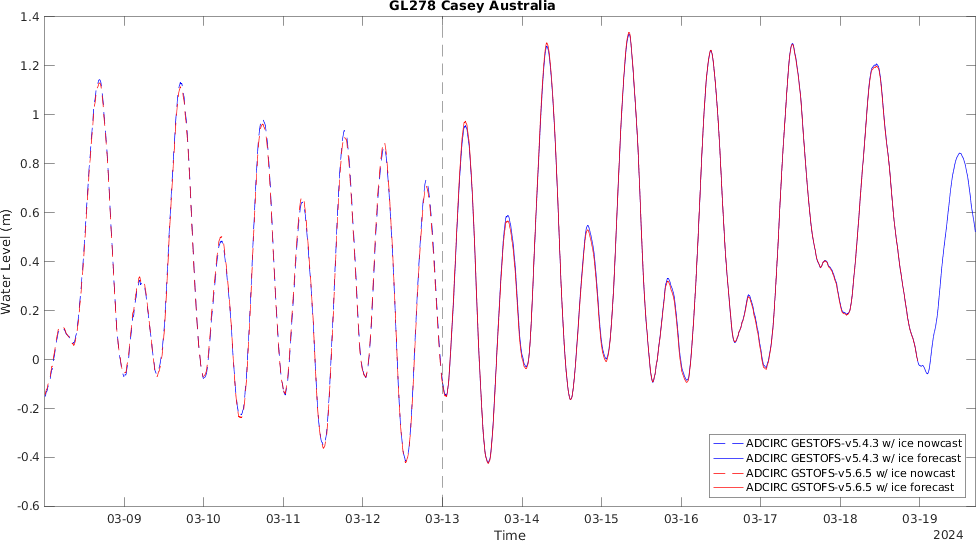 GL278 Casey Australia
1.4
1.2
1
0.8
0.6
0.4
0.2
0
-0.2
-0.4
-0.6
Water Level (m)
ADCIRC GESTOFS-v5.4.3 w/ ice nowcast
ADCIRC GESTOFS-v5.4.3 w/ ice forecast
ADCIRC GSTOFS-v5.6.5 w/ ice nowcast
ADCIRC GSTOFS-v5.6.5 w/ ice forecast
03-09 03-10 03-11 03-12 03-13 03-14 03-15 03-16 03-17 03-18 03-19
Time
2024